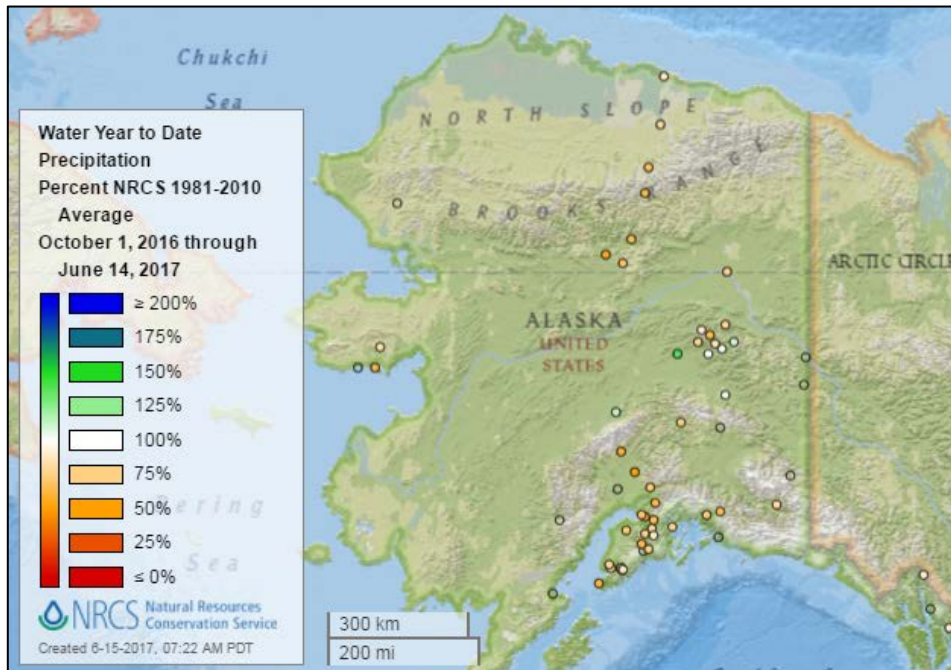 Chukchi
Sea
NORTH SLOPE
BROOKS RANGE
ARCTIC CIRCLE
ALASKA
UNITED
STATES
Bering
Sea
Water Year to Date
Precipitation
Percent NRCS 1981-2010
Average
October 1, 2016 through
June 14, 2017
≥ 200%
175%
150%
125%
100%
75%
50%
25%
≤ 0%
NRCS Natural Resources
Conservation Service
Created 6-15-2017, 07:22 AM PDT
300 km
200 mi